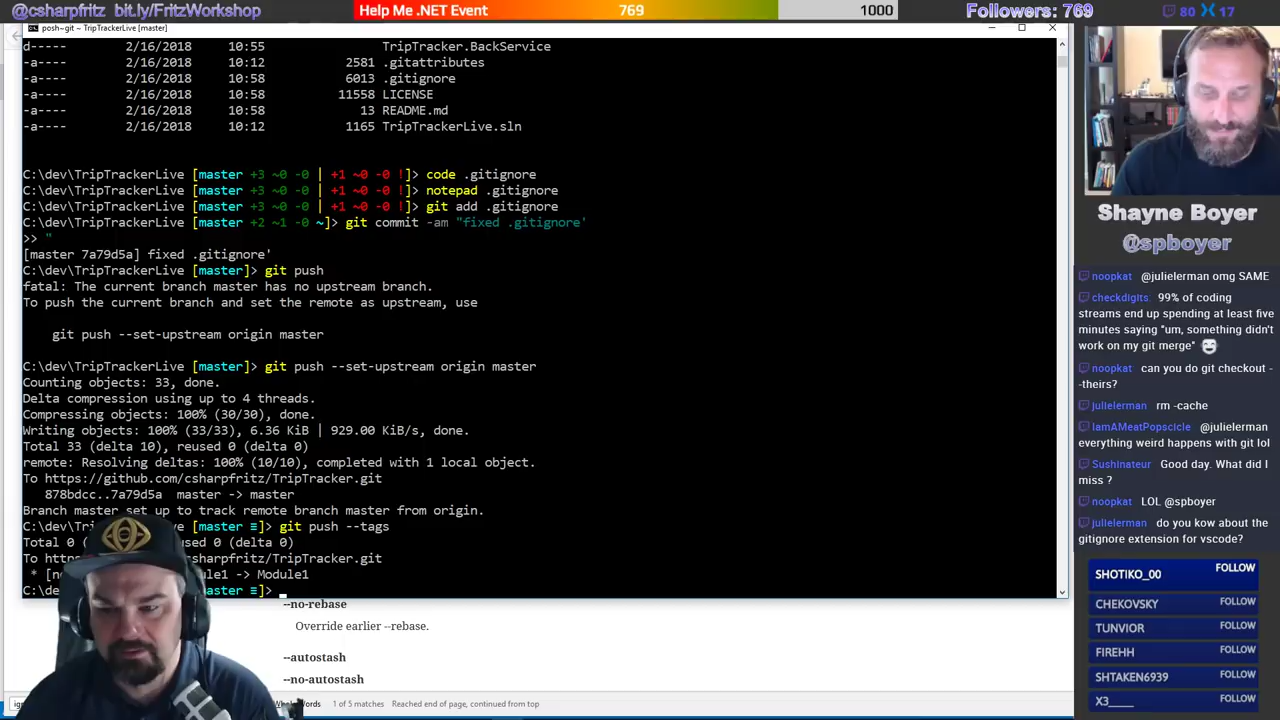 @csharpfritz bit.ly/FritzWorkshop
Help Me .NET Event 769 1000
Followers: 769 80 17
posh~git ~ TripTrackerLive [master]
d----- 2/16/2018 10:55 TripTracker.BackService
-a---- 2/16/2018 10:12 2581 .gitattributes
-a---- 2/16/2018 10:58 6013 .gitignore
-a---- 2/16/2018 10:58 11558 LICENSE
-a---- 2/16/2018 10:58 13 README.md
-a---- 2/16/2018 10:12 1165 TripTrackerLive.sln
C:\dev\TripTrackerLive [master +3 ~0 -0 | +1 ~0 -0 !]> code .gitignore
C:\dev\TripTrackerLive [master +3 ~0 -0 | +1 ~0 -0 !]> notepad .gitignore
C:\dev\TripTrackerLive [master +3 ~0 -0 | +1 ~0 -0 !]> git add .gitignore
C:\dev\TripTrackerLive [master +2 ~1 -0 ~]> git commit -am "fixed .gitignore'
>> "
[master 7a79d5a] fixed .gitignore'
C:\dev\TripTrackerLive [master]> git push
fatal: The current branch master has no upstream branch.
To push the current branch and set the remote as upstream, use
git push --set-upstream origin master
C:\dev\TripTrackerLive [master]> git push --set-upstream origin master
Counting objects: 33, done.
Delta compression using up to 4 threads.
Compressing objects: 100% (30/30), done.
Writing objects: 100% (33/33), 6.36 KiB | 929.00 KiB/s, done.
Total 33 (delta 10), reused 0 (delta 0)
remote: Resolving deltas: 100% (10/10), completed with 1 local object.
To https://github.com/csharpfritz/TripTracker.git
878bdcc..7a79d5a master -> master
Branch master set up to track remote branch master from origin.
C:\dev\Tri [master ≡]> git push --tags
Total 0 ( used 0 (delta 0)
To http sharpfritz/TripTracker.git
* [ne ule1 -> Module1
C:\de aster ≡]>
--no-rebase
Override earlier --rebase.
--autostash
--no-autostash
ig Words 1 of 5 matches Reached end of page, continued from top
Shayne Boyer
@spboyer
noopkat: @julielerman omg SAME
checkdigits: 99% of coding
streams end up spending at least five
minutes saying "um, something didn't
work on my git merge"
noopkat: can you do git checkout -
-theirs?
julielerman: rm -cache
IamAMeatPopscicle: @julielerman
everything weird happens with git lol
SushInateur: Good day. What did I
miss ?
noopkat: LOL @spboyer
julielerman: do you kow about the
gitignore extension for vscode?
SHOTIKO_00 FOLLOW
CHEKOVSKY FOLLOW
TUNVIOR FOLLOW
FIREHH FOLLOW
SHTAKEN6939 FOLLOW
X3____ FOLLOW